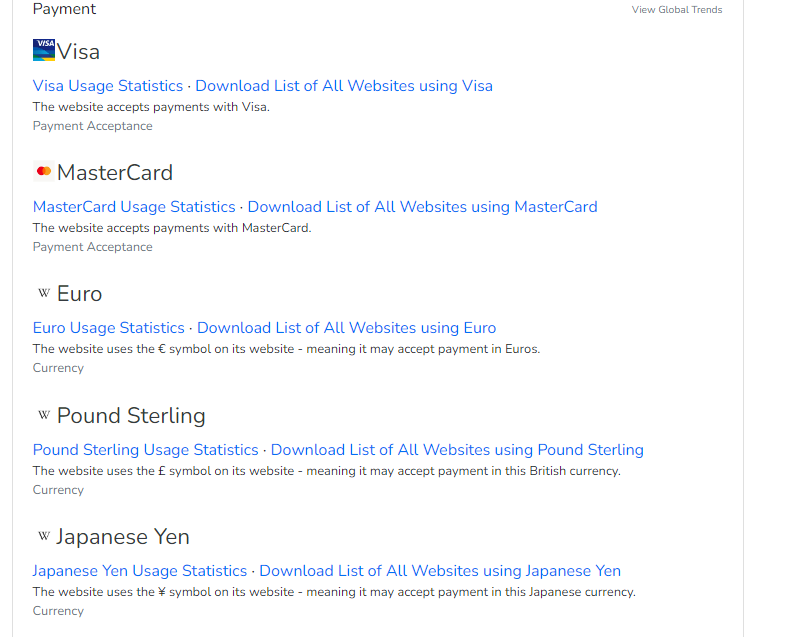 Payment
View Global Trends
VISA
Visa
Visa Usage Statistics · Download List of All Websites using Visa
The website accepts payments with Visa.
Payment Acceptance
MasterCard
MasterCard Usage Statistics · Download List of All Websites using MasterCard
The website accepts payments with MasterCard.
Payment Acceptance
W Euro
Euro Usage Statistics · Download List of All Websites using Euro
The website uses the € symbol on its website - meaning it may accept payment in Euros.
Currency
W Pound Sterling
Pound Sterling Usage Statistics · Download List of All Websites using Pound Sterling
The website uses the £ symbol on its website - meaning it may accept payment in this British currency.
Currency
W Japanese Yen
Japanese Yen Usage Statistics · Download List of All Websites using Japanese Yen
The website uses the ¥ symbol on its website - meaning it may accept payment in this Japanese currency.
Currency